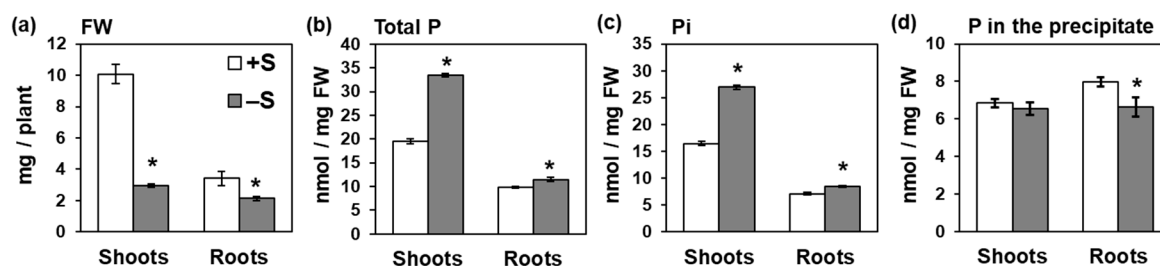 (a) FW
mg / plant
12
10
8
6
4
2
0
+S
–S
*
*
Shoots Roots
(b) Total P
nmol / mg FW
40
35
30
25
20
15
10
5
0
*
*
Shoots Roots
(c) Pi
nmol / mg FW
35
30
25
20
15
10
5
0
*
*
Shoots Roots
(d) P in the precipitate
nmol / mg FW
10
8
6
4
2
0
*
Shoots Roots